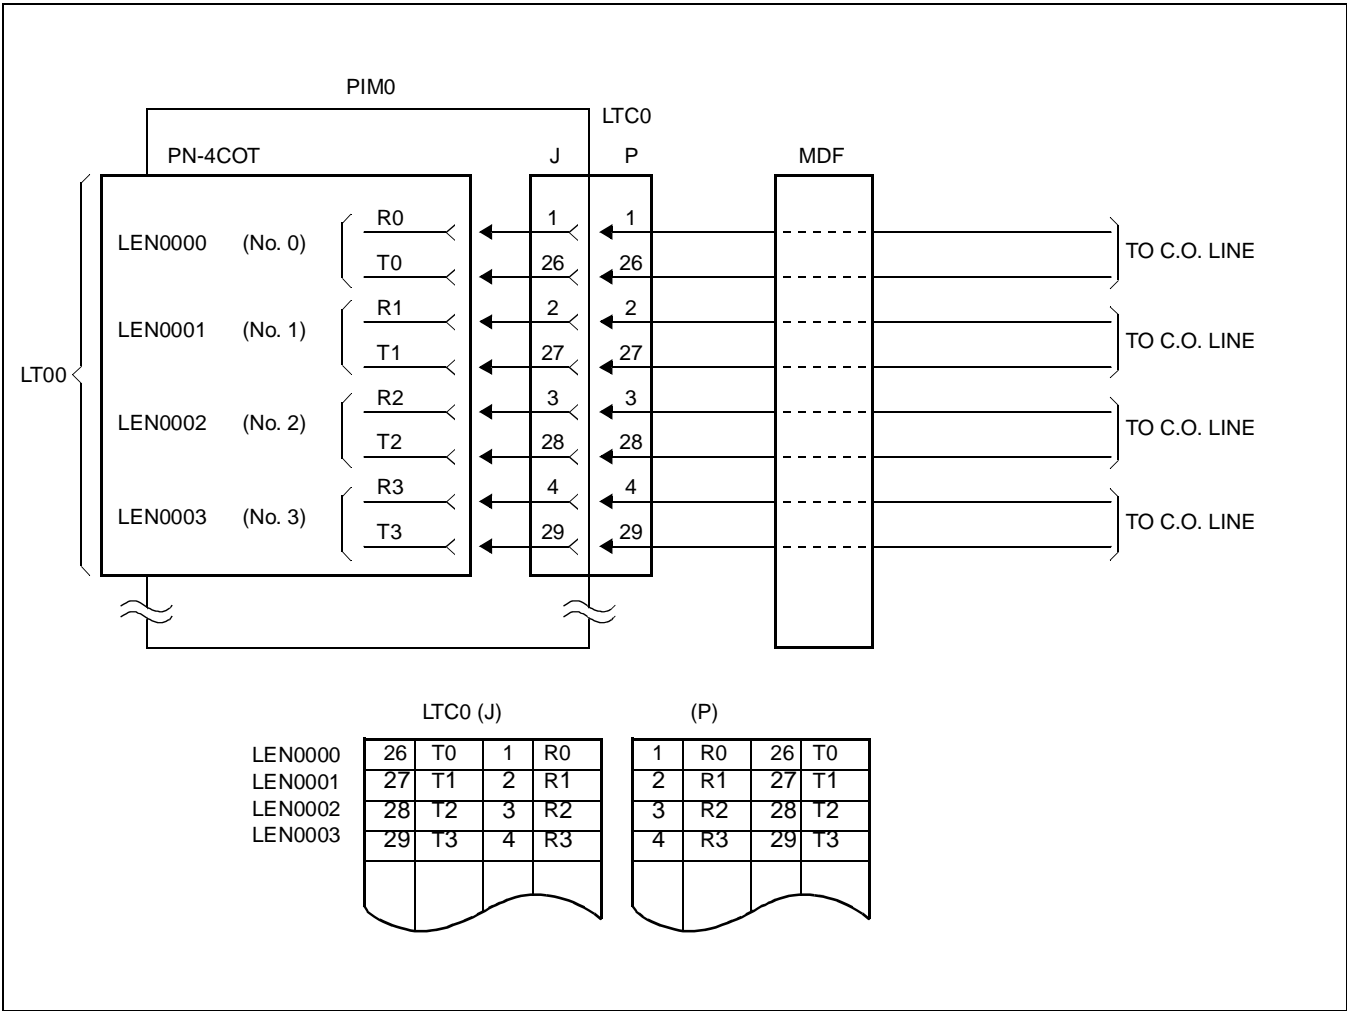 PIM0
LTC0
PN-4COT J P MDF
LT00
LEN0000 (No. 0) R0 1 1
T0 26 26
TO C.O. LINE
LEN0001 (No. 1) R1 2 2
T1 27 27
TO C.O. LINE
LEN0002 (No. 2) R2 3 3
T2 28 28
TO C.O. LINE
LEN0003 (No. 3) R3 4 4
T3 29 29
TO C.O. LINE
LTC0 (J) (P)
LEN0000 26 T0 1 R0 1 R0 26 T0
LEN0001 27 T1 2 R1 2 R1 27 T1
LEN0002 28 T2 3 R2 3 R2 28 T2
LEN0003 29 T3 4 R3 4 R3 29 T3